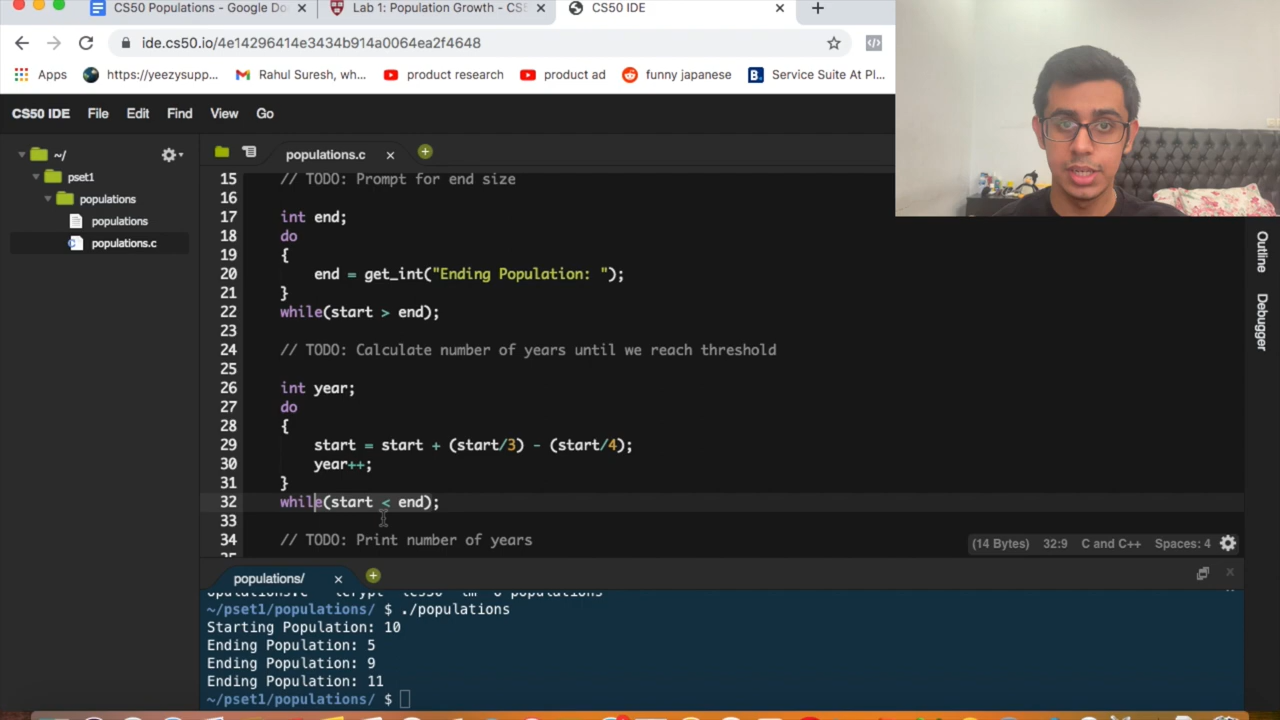 CS50 Populations - Google Do
Lab 1: Population Growth - CS5
CS50 IDE
ide.cs50.io/4e14296414e3434b914a0064ea2f4648
Apps
https://yeezysupp...
Rahul Suresh, wh...
product research
product ad
funny japanese
Service Suite At Pl...
CS50 IDE File Edit Find View Go
~/
pset1
populations
populations
populations.c
populations.c
15 // TODO: Prompt for end size
16
17 int end;
18 do
19 {
20 end = get_int("Ending Population: ");
21 }
22 while(start > end);
23
24 // TODO: Calculate number of years until we reach threshold
25
26 int year;
27 do
28 {
29 start = start + (start/3) - (start/4);
30 year++;
31 }
32 while(start < end);
33
34 // TODO: Print number of years
(14 Bytes) 32:9 C and C++ Spaces: 4
Outline
Debugger
populations/
~/pset1/populations/ $ ./populations
Starting Population: 10
Ending Population: 5
Ending Population: 9
Ending Population: 11
~/pset1/populations/ $